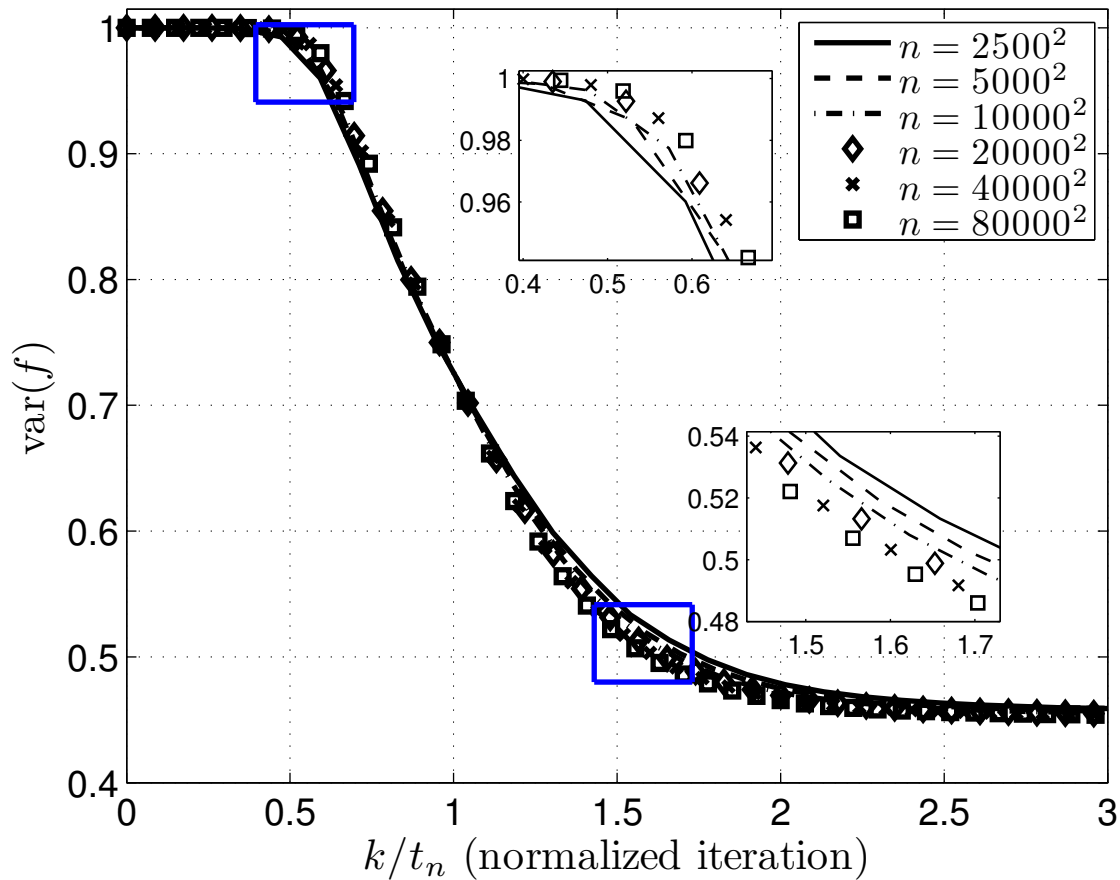 1
0.9
0.8
0.7
0.6
0.5
0.4
var(f)
0 0.5 1 1.5 2 2.5 3
k/tₙ (normalized iteration)
n = 2500²
n = 5000²
n = 10000²
n = 20000²
n = 40000²
n = 80000²
1
0.98
0.96
0.4 0.5 0.6
0.54
0.52
0.5
0.48
1.5 1.6 1.7